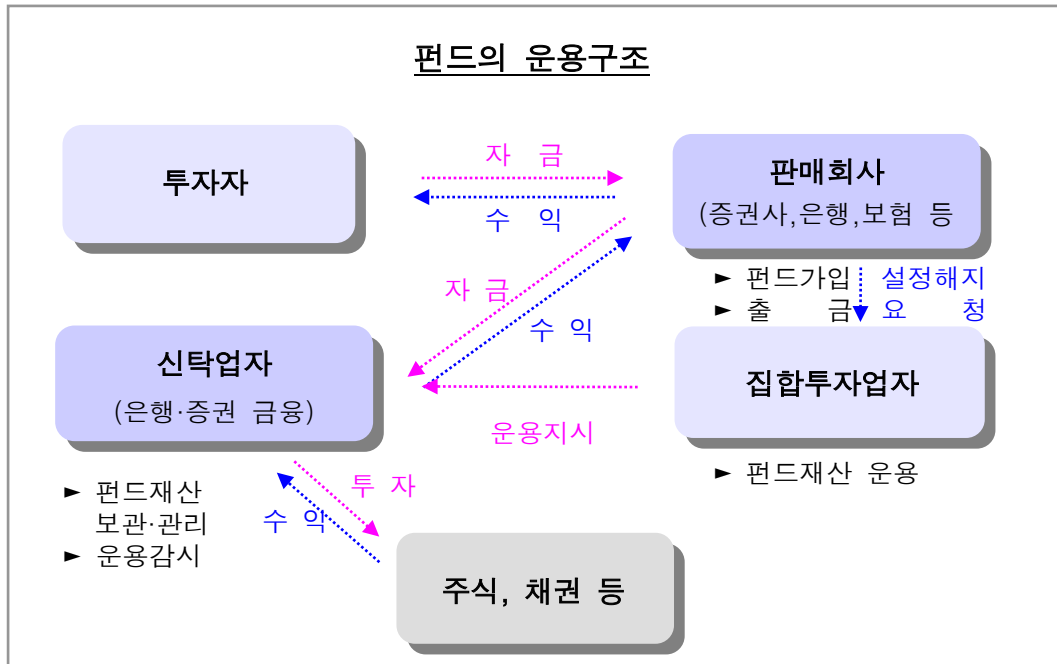 펀드의 운용구조
투자자
자 금
수 익
판매회사
(증권사,은행,보험 등
► 펀드가입
► 출 금
설정해지
요 청
자 금
수 익
신탁업자
(은행·증권 금융)
집합투자업자
운용지시
► 펀드재산
보관·관리
► 운용감시
► 펀드재산 운용
투 자
수 익
주식, 채권 등